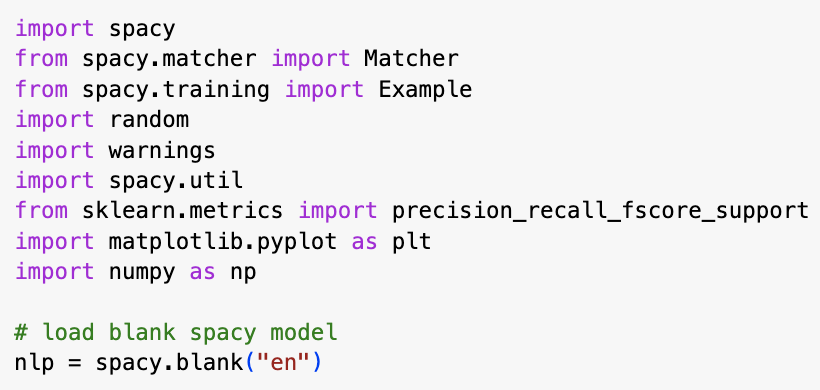 import spacy
from spacy.matcher import Matcher
from spacy.training import Example
import random
import warnings
import spacy.util
from sklearn.metrics import precision_recall_fscore_support
import matplotlib.pyplot as plt
import numpy as np

# load blank spacy model
nlp = spacy.blank("en")